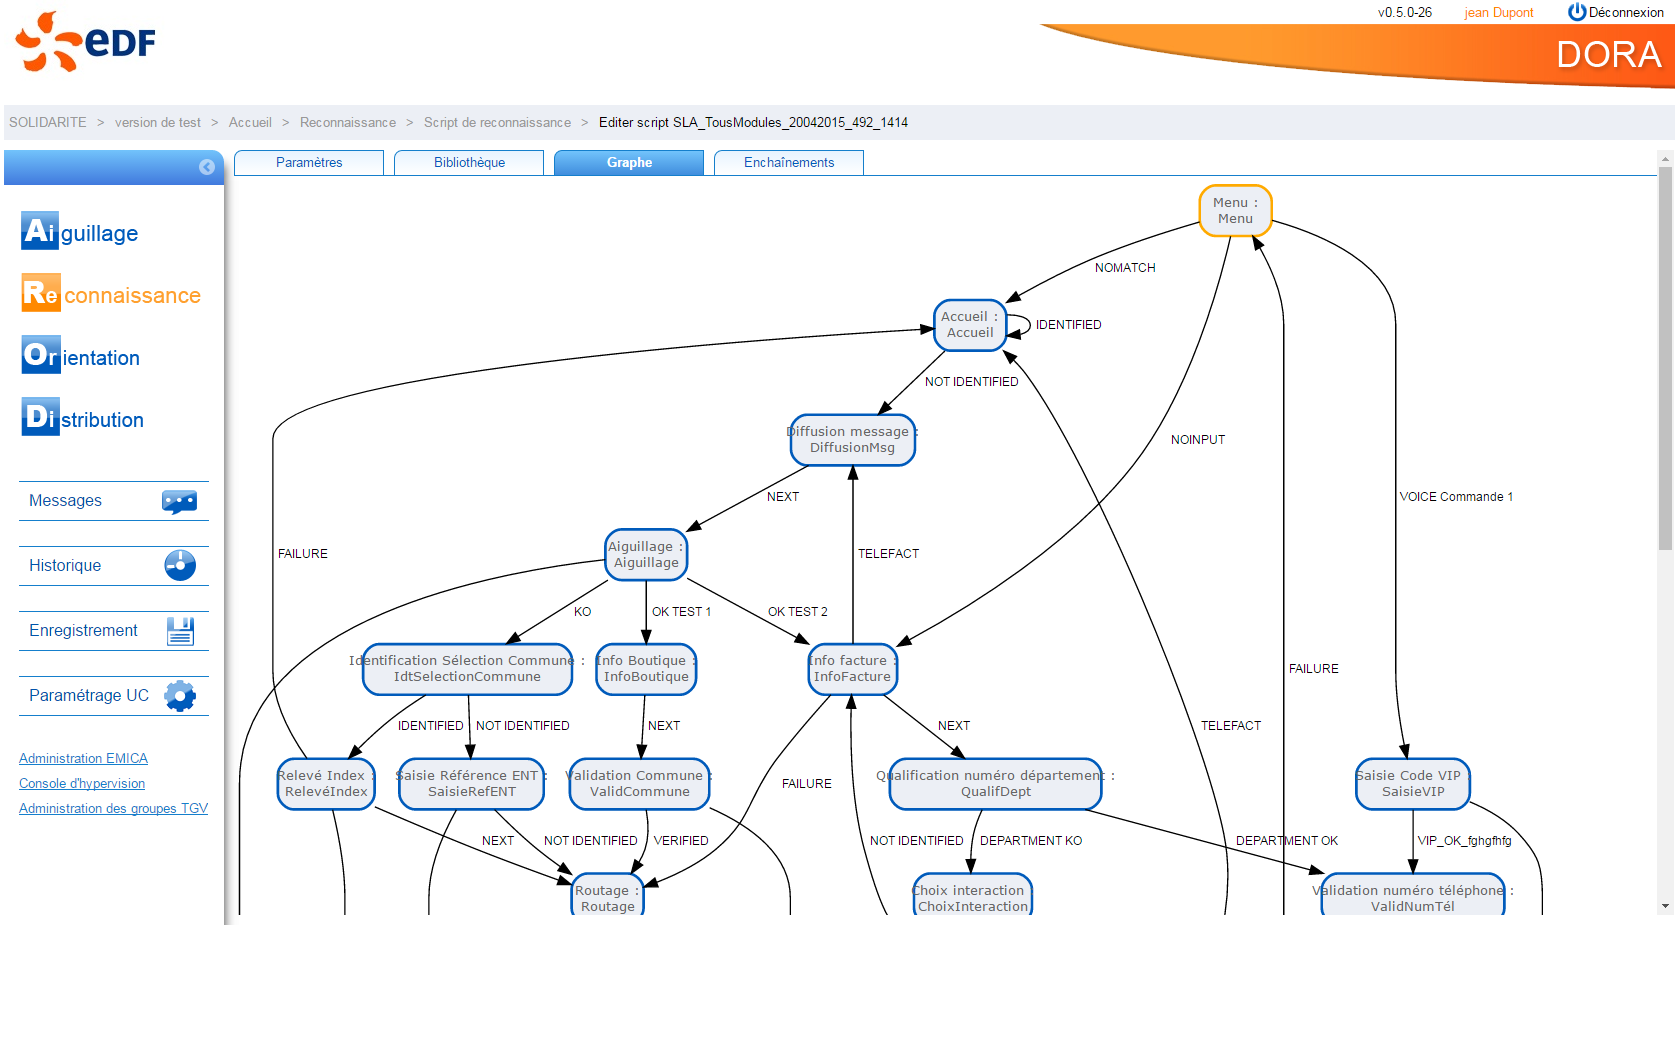 v0.5.0-26 jean Dupont Déconnexion
eDF
DORA
SOLIDARITE > version de test > Accueil > Reconnaissance > Script de reconnaissance > Editer script SLA_TousModules_20042015_492_1414
Paramètres Bibliothèque Graphe Enchaînements
Aiguillage
Reconnaissance
Orientation
Distribution
Messages
Historique
Enregistrement
Paramétrage UC
Administration EMICA
Console d'hypervision
Administration des groupes TGV
Menu :
Menu
NOMATCH
Accueil :
Accueil
IDENTIFIED
NOT IDENTIFIED
Diffusion message :
DiffusionMsg
NOINPUT
NEXT
VOICE Commande 1
Aiguillage :
Aiguillage
FAILURE
TELEFACT
KO
OK TEST 1
OK TEST 2
Identification Sélection Commune :
IdtSelectionCommune
Info Boutique :
InfoBoutique
Info facture :
InfoFacture
FAILURE
IDENTIFIED
NOT IDENTIFIED
NEXT
NEXT
TELEFACT
Relevé Index :
RelevéIndex
Saisie Référence ENT :
SaisieRefENT
Validation Commune :
ValidCommune
FAILURE
Qualification numéro département :
QualifDept
Saisie Code VIP
SaisieVIP
NEXT
NOT IDENTIFIED
VERIFIED
NOT IDENTIFIED
DEPARTMENT KO
DEPARTMENT OK
VIP_OK_fghgfhfg
Routage :
Routage
Choix interaction :
ChoixInteraction
Validation numéro téléphone :
ValidNumTél